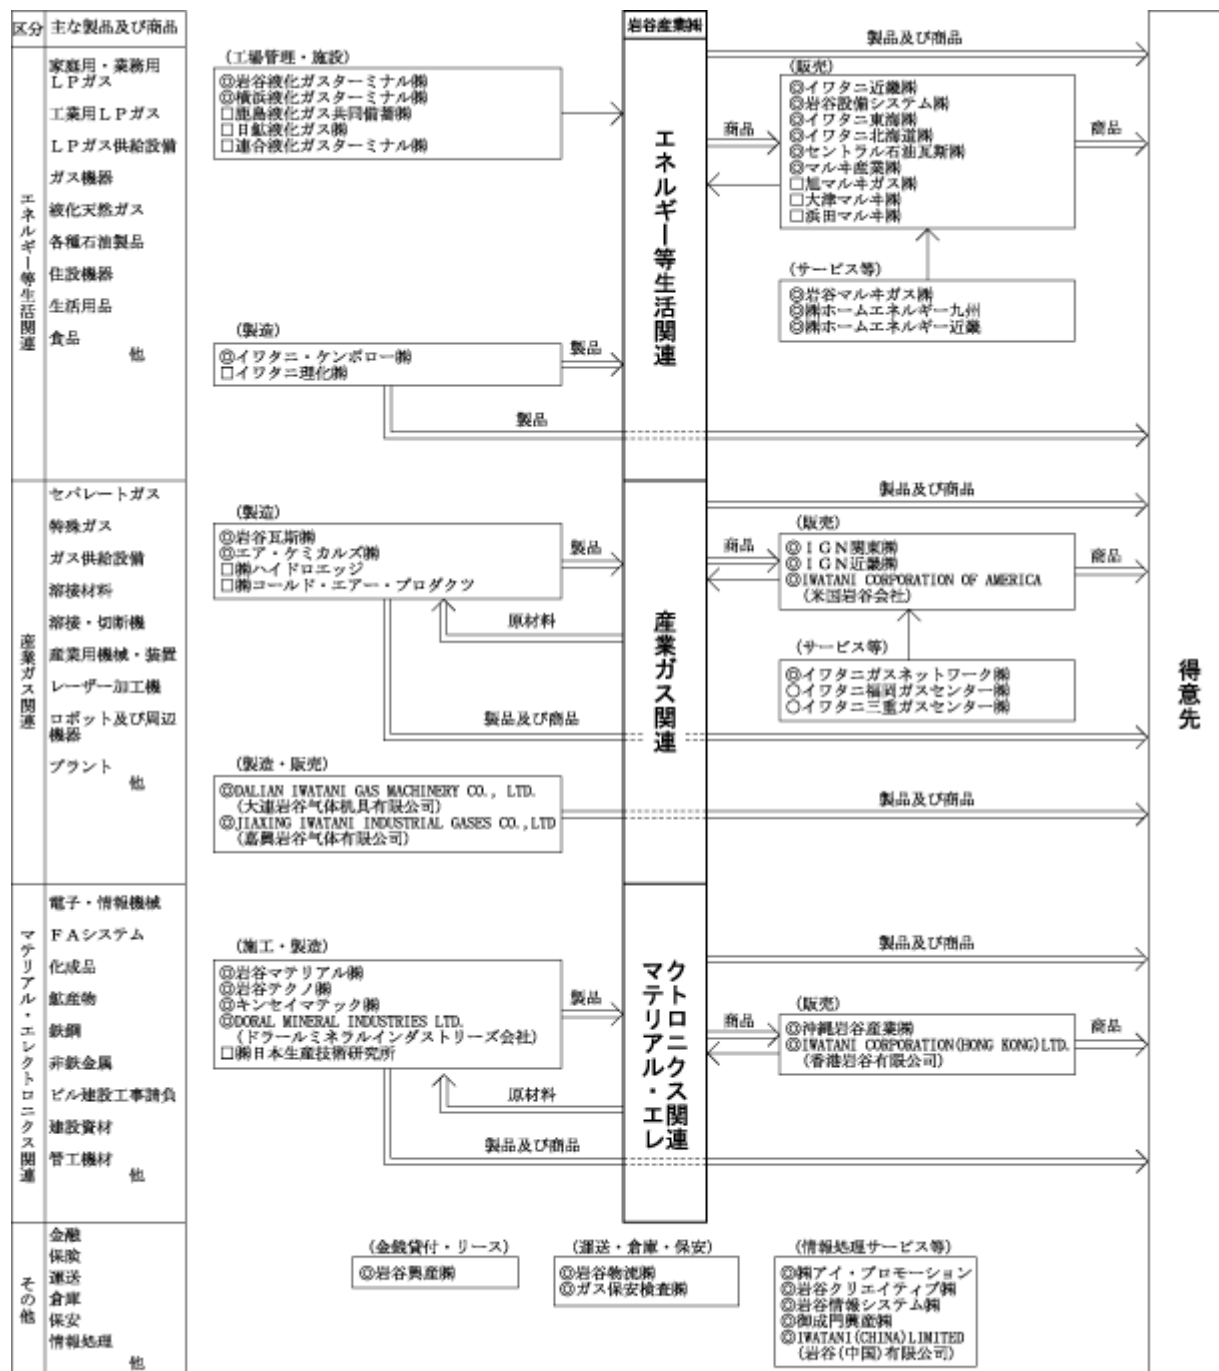 区分
主な製品及び商品
岩谷産業㈱
エネルギー等生活関連
家庭用・業務用
ＬＰガス
工業用ＬＰガス
ＬＰガス供給設備
ガス機器
液化天然ガス
各種石油製品
住設機器
生活用品
食品
他
(工場管理・施設)
◎岩谷液化ガスターミナル㈱
◎横浜液化ガスターミナル㈱
□鹿島液化ガス共同備蓄㈱
□日鉱液化ガス㈱
□連合液化ガスターミナル㈱
(製造)
◎イワタニ・ケンボロー㈱
□イワタニ理化㈱
製品
製品
エネルギー等生活関連
製品及び商品
商品
(販売)
◎イワタニ近畿㈱
◎岩谷設備システム㈱
◎イワタニ東海㈱
◎イワタニ北海道㈱
◎セントラル石油瓦斯㈱
◎マルヰ産業㈱
□旭マルヰガス㈱
□大津マルヰ㈱
□浜田マルヰ㈱
商品
(サービス等)
◎岩谷マルヰガス㈱
◎㈱ホームエネルギー九州
◎㈱ホームエネルギー近畿
産業ガス関連
セパレートガス
特殊ガス
ガス供給設備
溶接材料
溶接・切断機
産業用機械・装置
レーザー加工機
ロボット及び周辺
機器
プラント
他
(製造)
◎岩谷瓦斯㈱
◎エア・ケミカルズ㈱
□㈱ハイドロエッジ
□㈱コールド・エアー・プロダクツ
製品
原材料
製品及び商品
(製造・販売)
◎DALIAN IWATANI GAS MACHINERY CO., LTD.
(大連岩谷气体机具有限公司)
◎JIAXING IWATANI INDUSTRIAL GASES CO.,LTD
(嘉興岩谷气体有限公司)
産業ガス関連
製品及び商品
商品
(販売)
◎ＩＧＮ関東㈱
◎ＩＧＮ近畿㈱
◎IWATANI CORPORATION OF AMERICA
(米国岩谷会社)
商品
(サービス等)
◎イワタニガスネットワーク㈱
○イワタニ福岡ガスセンター㈱
○イワタニ三重ガスセンター㈱
製品及び商品
得意先
マテリアル・エレクトロニクス関連
電子・情報機械
ＦＡシステム
化成品
鉱産物
鉄鋼
非鉄金属
ビル建設工事請負
建設資材
管工機材
他
(施工・製造)
◎岩谷マテリアル㈱
◎岩谷テクノ㈱
◎キンセイマテック㈱
◎DORAL MINERAL INDUSTRIES LTD.
(ドラールミネラルインダストリーズ会社)
□㈱日本生産技術研究所
製品
原材料
製品及び商品
マテリアル・エレ
クトロニクス関連
製品及び商品
商品
(販売)
◎沖縄岩谷産業㈱
◎IWATANI CORPORATION(HONG KONG)LTD.
(香港岩谷有限公司)
商品
その他
金融
保険
運送
倉庫
保安
情報処理
他
(金銭貸付・リース)
◎岩谷興産㈱
(運送・倉庫・保安)
◎岩谷物流㈱
◎ガス保安検査㈱
(情報処理サービス等)
◎㈱アイ・プロモーション
◎岩谷クリエイティブ㈱
◎岩谷情報システム㈱
◎御成門興産㈱
◎IWATANI(CHINA)LIMITED
(岩谷(中国)有限公司)